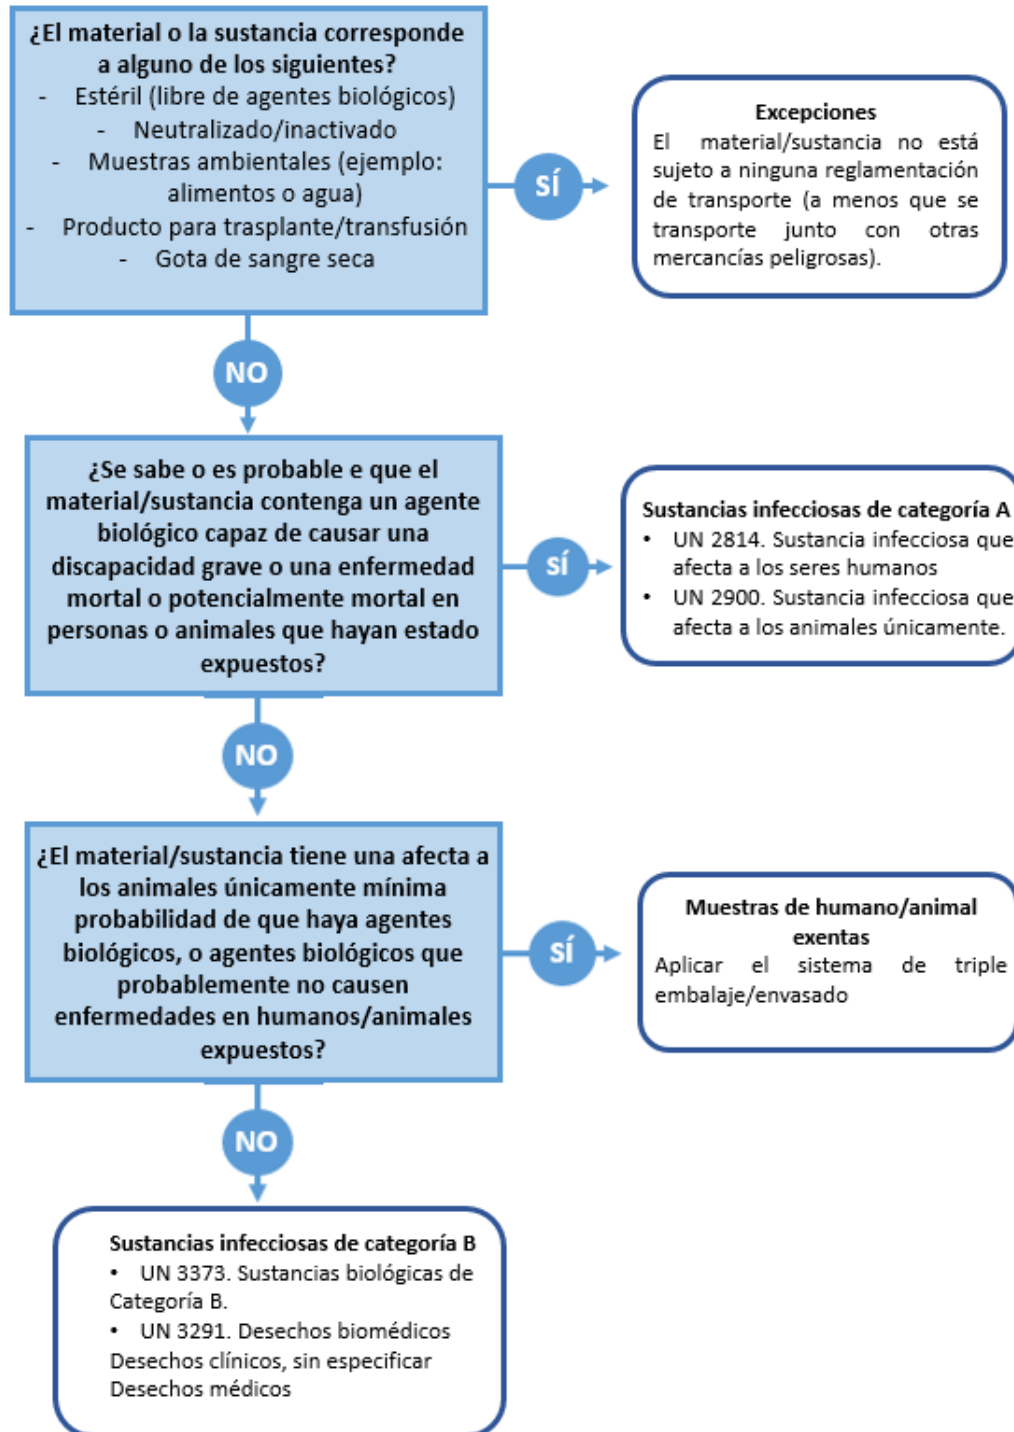 ¿El material o la sustancia corresponde
a alguno de los siguientes?
- Estéril (libre de agentes biológicos)
- Neutralizado/inactivado
- Muestras ambientales (ejemplo:
alimentos o agua)
- Producto para trasplante/transfusión
- Gota de sangre seca
SÍ
Excepciones
El material/sustancia no está
sujeto a ninguna reglamentación
de transporte (a menos que se
transporte junto con otras
mercancías peligrosas).
NO
¿Se sabe o es probable e que el
material/sustancia contenga un agente
biológico capaz de causar una
discapacidad grave o una enfermedad
mortal o potencialmente mortal en
personas o animales que hayan estado
expuestos?
SÍ
Sustancias infecciosas de categoría A
• UN 2814. Sustancia infecciosa que
afecta a los seres humanos
• UN 2900. Sustancia infecciosa que
afecta a los animales únicamente.
NO
¿El material/sustancia tiene una afecta a
los animales únicamente mínima
probabilidad de que haya agentes
biológicos, o agentes biológicos que
probablemente no causen
enfermedades en humanos/animales
expuestos?
SÍ
Muestras de humano/animal
exentas
Aplicar el sistema de triple
embalaje/envasado
NO
Sustancias infecciosas de categoría B
• UN 3373. Sustancias biológicas de
Categoría B.
• UN 3291. Desechos biomédicos
Desechos clínicos, sin especificar
Desechos médicos